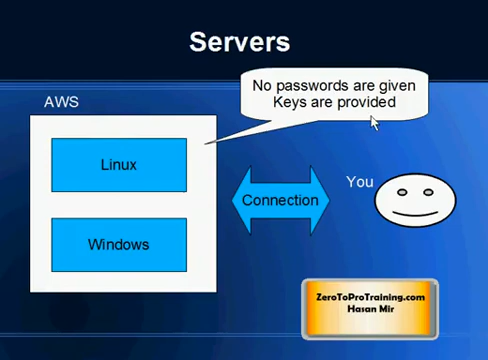 Servers
No passwords are given
Keys are provided
AWS
Linux
You
Connection
Windows
ZeroToProTraining.com
Hasan Mir